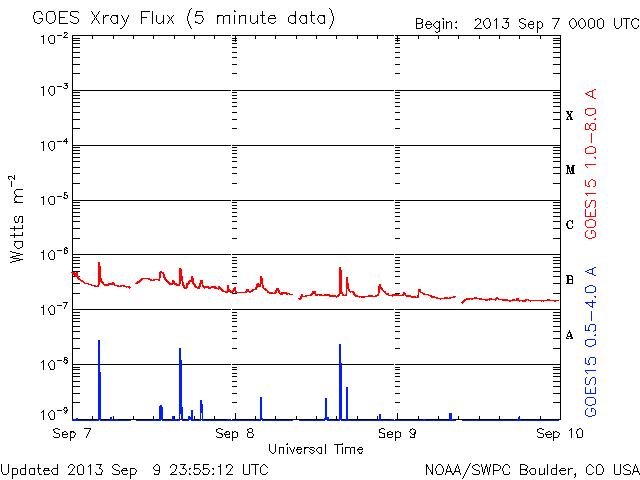 GOES Xray Flux (5 minute data)
Begin: 2013 Sep 7 0000 UTC
10-2
10-3
10-4
10-5
10-6
10-7
10-8
10-9
Watts m-2
X
M
C
B
A
GOES15 1.0-8.0 A
GOES15 0.5-4.0 A
Sep 7
Sep 8
Sep 9
Sep 10
Universal Time
Updated 2013 Sep 9 23:55:12 UTC
NOAA/SWPC Boulder, CO USA